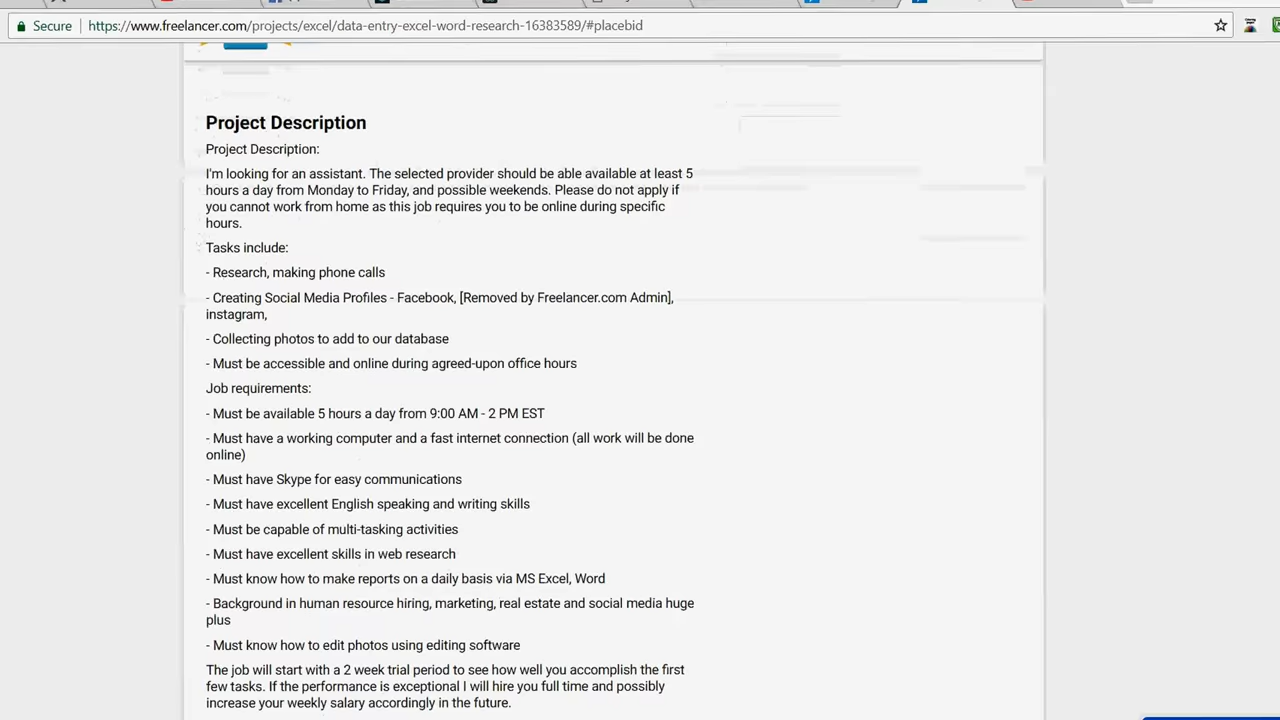 Secure
https://www.freelancer.com/projects/excel/data-entry-excel-word-research-16383589/#placebid
Project Description
Project Description:
I'm looking for an assistant. The selected provider should be able available at least 5
hours a day from Monday to Friday, and possible weekends. Please do not apply if
you cannot work from home as this job requires you to be online during specific
hours.
Tasks include:
- Research, making phone calls
- Creating Social Media Profiles - Facebook, [Removed by Freelancer.com Admin],
instagram,
- Collecting photos to add to our database
- Must be accessible and online during agreed-upon office hours
Job requirements:
- Must be available 5 hours a day from 9:00 AM - 2 PM EST
- Must have a working computer and a fast internet connection (all work will be done
online)
- Must have Skype for easy communications
- Must have excellent English speaking and writing skills
- Must be capable of multi-tasking activities
- Must have excellent skills in web research
- Must know how to make reports on a daily basis via MS Excel, Word
- Background in human resource hiring, marketing, real estate and social media huge
plus
- Must know how to edit photos using editing software
The job will start with a 2 week trial period to see how well you accomplish the first
few tasks. If the performance is exceptional I will hire you full time and possibly
increase your weekly salary accordingly in the future.